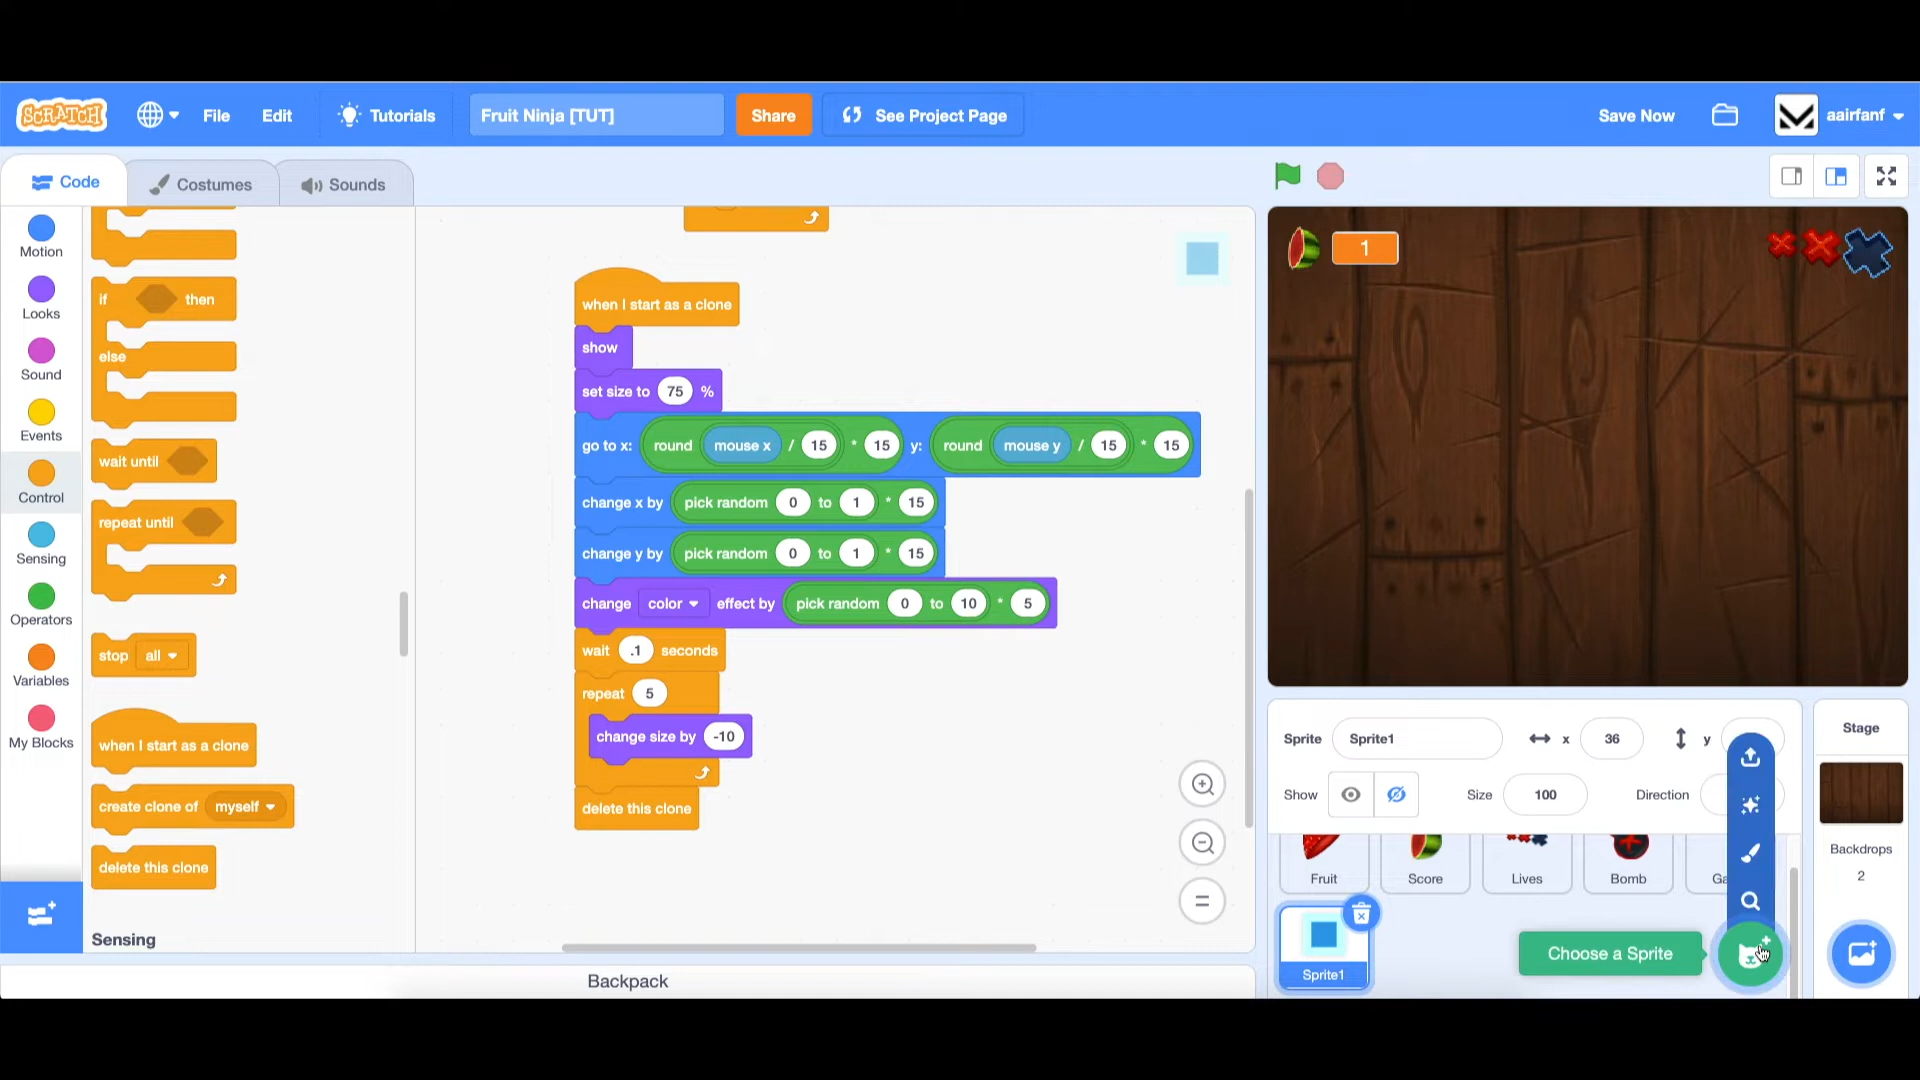 SCRATCH File Edit Tutorials Fruit Ninja [TUT] Share See Project Page Save Now aairfanf
Code Costumes Sounds
Motion
Looks
Sound
Events
Control
Sensing
Operators
Variables
My Blocks
if then
else
wait until
repeat until
stop all
when I start as a clone
create clone of myself
delete this clone
Sensing
when I start as a clone
show
set size to 75 %
go to x: round mouse x / 15 * 15 y: round mouse y / 15 * 15
change x by pick random 0 to 1 * 15
change y by pick random 0 to 1 * 15
change color effect by pick random 0 to 10 * 5
wait .1 seconds
repeat 5
change size by -10
delete this clone
Backpack
1
Sprite Sprite1 x 36 y
Show Size 100 Direction
Fruit Score Lives Bomb
Sprite1
Choose a Sprite
Stage
Backdrops
2